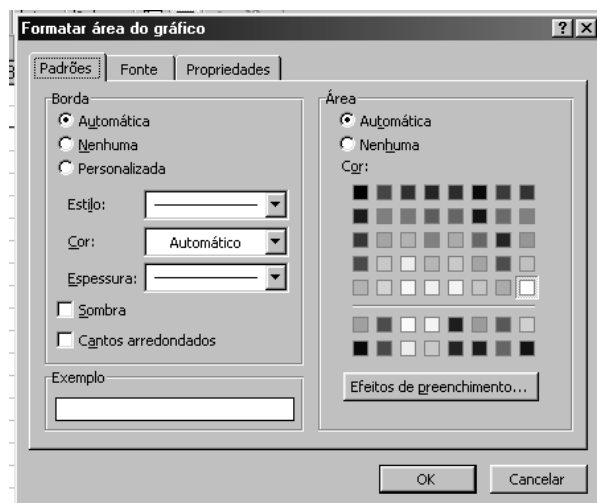 Formatar área do gráfico
Padrões Fonte Propriedades
Borda
Automática
Nenhuma
Personalizada
Estilo:
Cor: Automático
Espessura:
Sombra
Cantos arredondados
Exemplo
Área
Automática
Nenhuma
Cor:
Efeitos de preenchimento...
OK Cancelar